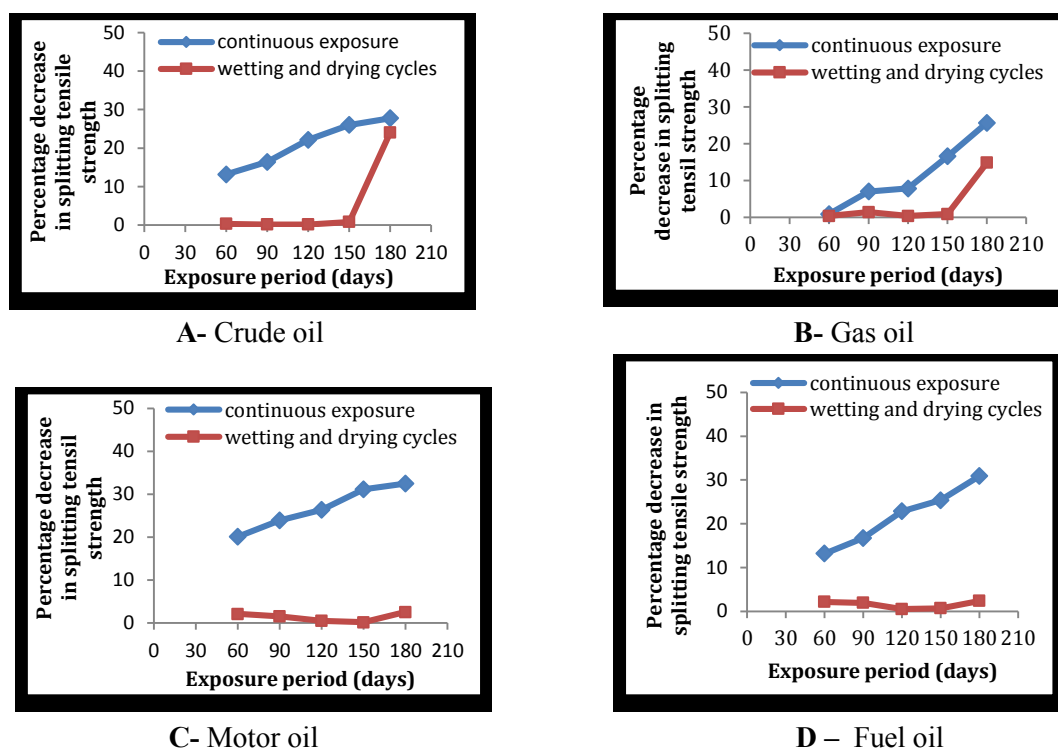 50
40
30
20
10
0
continuous exposure
wetting and drying cycles
Percentage decrease
in splitting tensile
strength
0 30 60 90 120 150 180 210
Exposure period (days)
A- Crude oil
50
40
30
20
10
0
continuous exposure
wetting and drying cycles
Percentage
decrease in splitting
tensil strength
0 30 60 90 120 150 180 210
Exposure period (days)
B- Gas oil
50
40
30
20
10
0
continuous exposure
wetting and drying cycles
Percentage decrease
in splitting tensil
strength
0 30 60 90 120 150 180 210
Exposure period (days)
C- Motor oil
50
40
30
20
10
0
continuous exposure
wetting and drying cycles
Percentage decrease in
splitting tensile strength
0 30 60 90 120 150 180 210
Exposure period (days)
D – Fuel oil